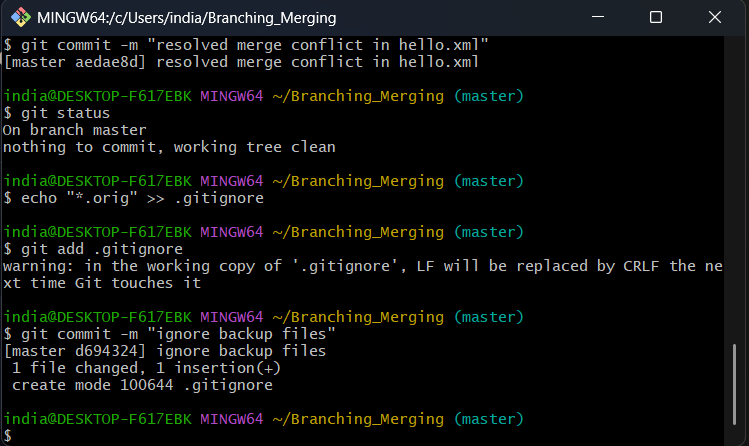 MINGW64:/c/Users/india/Branching_Merging
$ git commit -m "resolved merge conflict in hello.xml"
[master aedae8d] resolved merge conflict in hello.xml
india@DESKTOP-F617EBK MINGW64 ~/Branching_Merging (master)
$ git status
On branch master
nothing to commit, working tree clean
india@DESKTOP-F617EBK MINGW64 ~/Branching_Merging (master)
$ echo "*.orig" >> .gitignore
india@DESKTOP-F617EBK MINGW64 ~/Branching_Merging (master)
$ git add .gitignore
warning: in the working copy of '.gitignore', LF will be replaced by CRLF the ne
xt time Git touches it
india@DESKTOP-F617EBK MINGW64 ~/Branching_Merging (master)
$ git commit -m "ignore backup files"
[master d694324] ignore backup files
 1 file changed, 1 insertion(+)
 create mode 100644 .gitignore
india@DESKTOP-F617EBK MINGW64 ~/Branching_Merging (master)
$